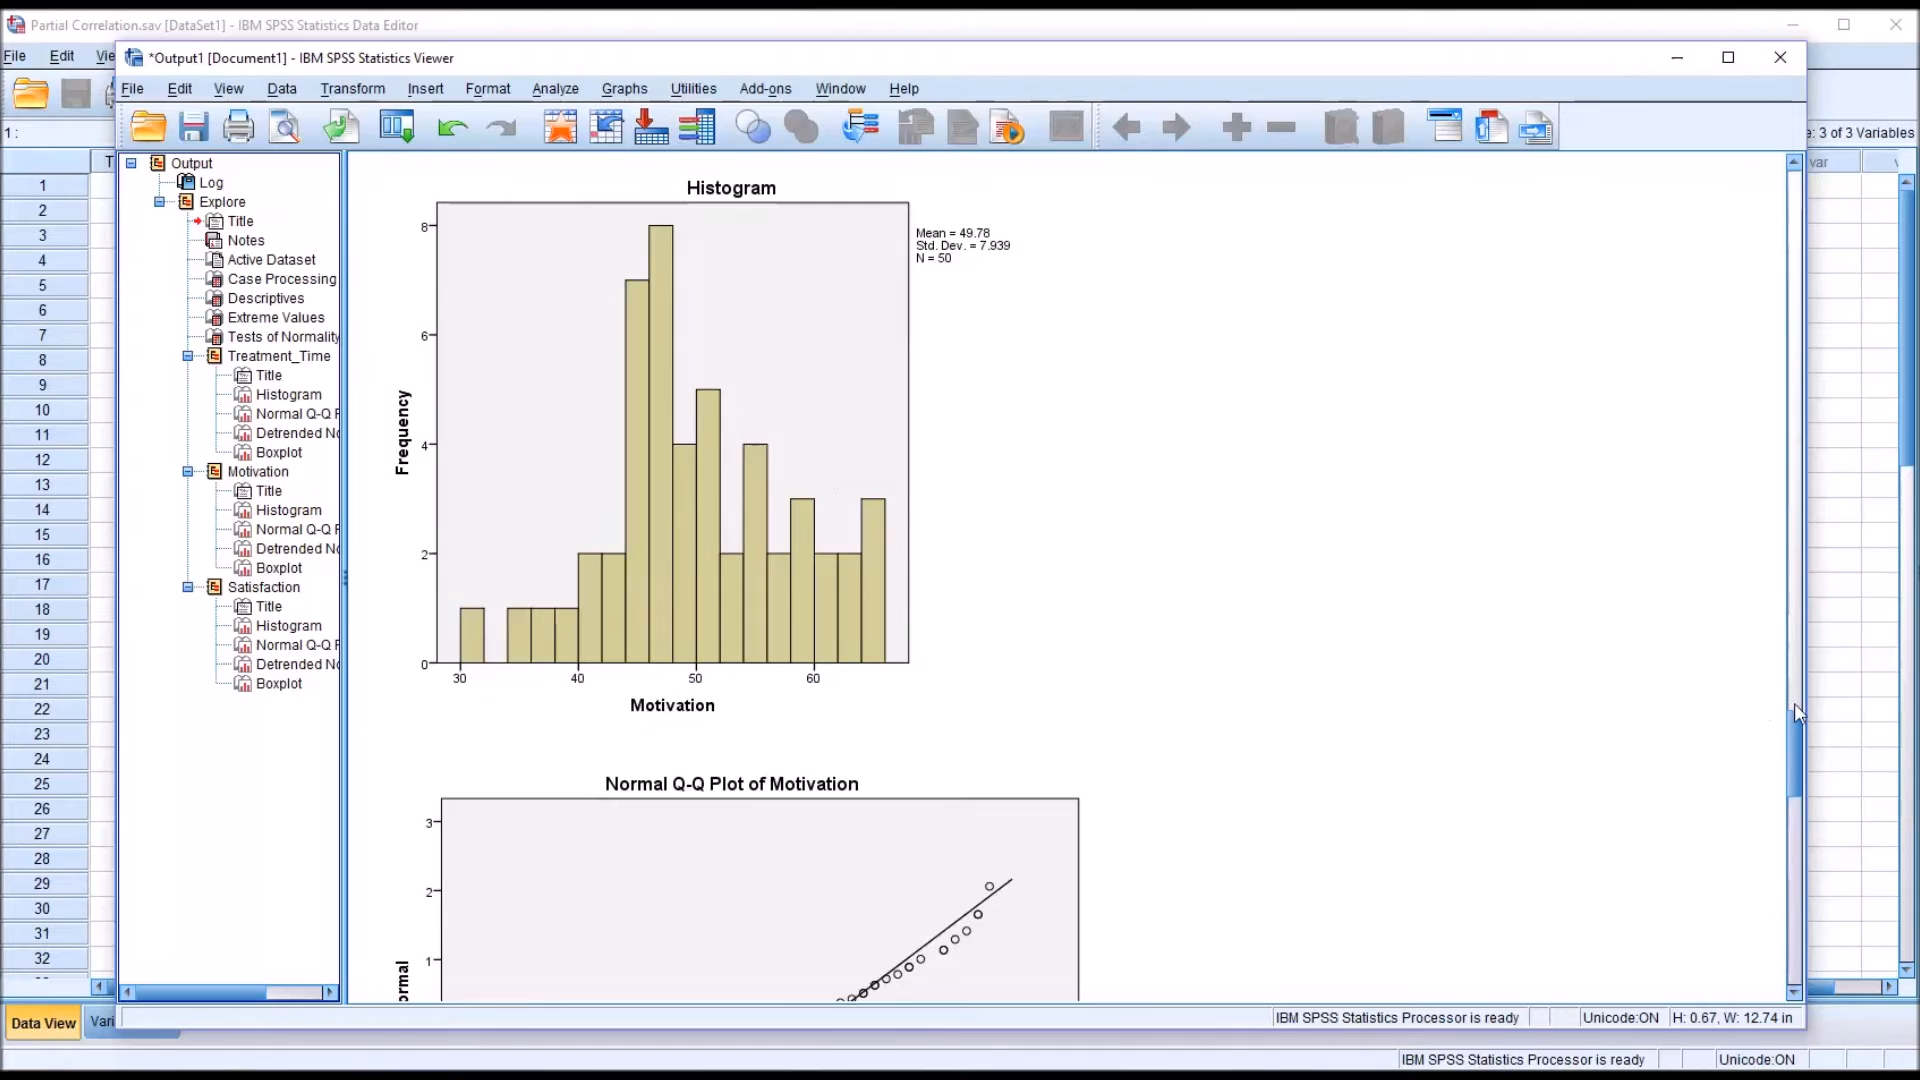 Partial Correlation.sav [DataSet1] - IBM SPSS Statistics Data Editor
File Edit
*Output1 [Document1] - IBM SPSS Statistics Viewer
File Edit View Data Transform Insert Format Analyze Graphs Utilities Add-ons Window Help
1 :
3 of 3 Variables
var
1
2
3
4
5
6
7
8
9
10
11
12
13
14
15
16
17
18
19
20
21
22
23
24
25
26
27
28
29
30
31
32
Output
Log
Explore
Title
Notes
Active Dataset
Case Processing
Descriptives
Extreme Values
Tests of Normality
Treatment_Time
Title
Histogram
Normal Q-Q
Detrended
Boxplot
Motivation
Title
Histogram
Normal Q-Q
Detrended
Boxplot
Satisfaction
Title
Histogram
Normal Q-Q
Detrended
Boxplot
Histogram
Mean = 49.78
Std. Dev. = 7.939
N = 50
Frequency
8
6
4
2
0
30 40 50 60
Motivation
Normal Q-Q Plot of Motivation
3
2
1
IBM SPSS Statistics Processor is ready Unicode:ON H: 0.67, W: 12.74 in
Data View
IBM SPSS Statistics Processor is ready Unicode:ON